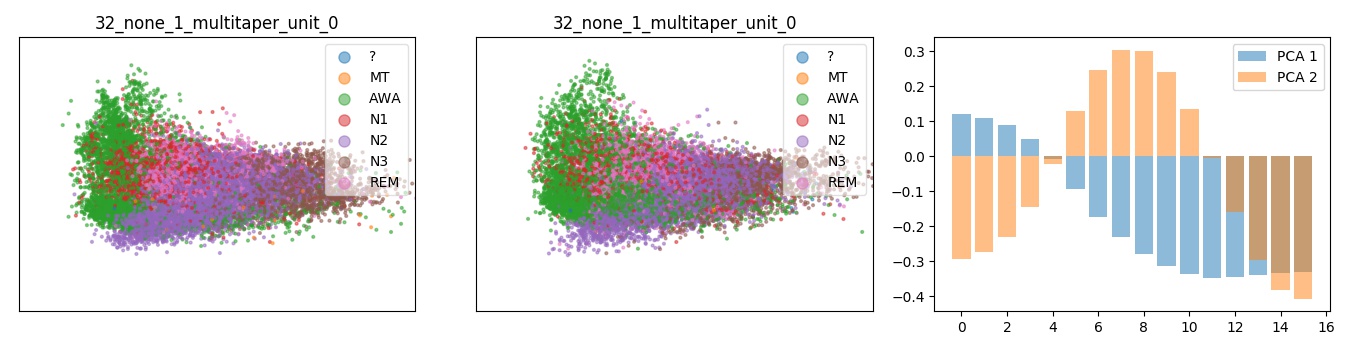 32_none_1_multitaper_unit_0
?
MT
AWA
N1
N2
N3
REM
32_none_1_multitaper_unit_0
?
MT
AWA
N1
N2
N3
REM
PCA 1
PCA 2
0.3
0.2
0.1
0.0
−0.1
−0.2
−0.3
−0.4
0 2 4 6 8 10 12 14 16